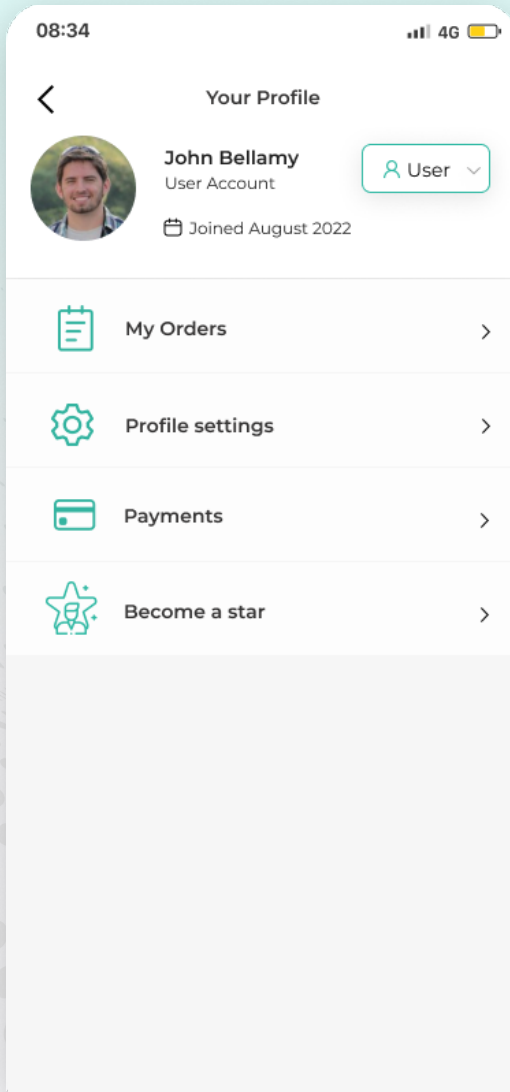 08:34
4G
Your Profile
John Bellamy
User
User Account
Joined August 2022
My Orders
Profile settings
Payments
Become a star